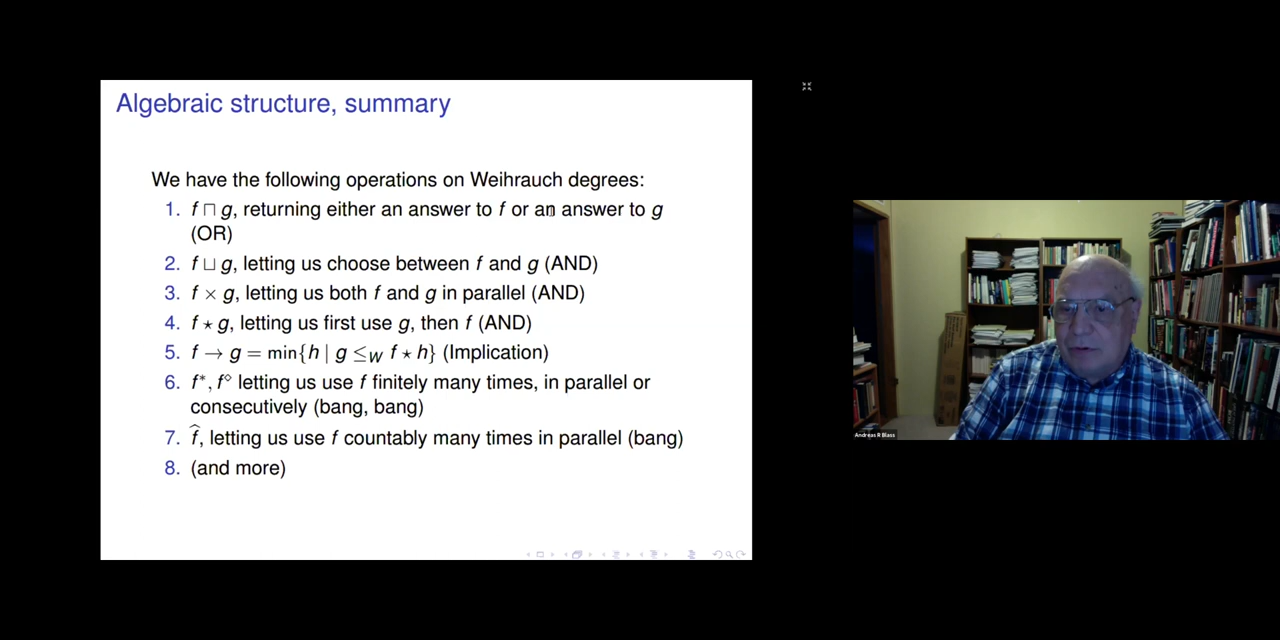 Algebraic structure, summary
We have the following operations on Weihrauch degrees:
1. f ⊓ g, returning either an answer to f or an answer to g
(OR)
2. f ⊔ g, letting us choose between f and g (AND)
3. f × g, letting us both f and g in parallel (AND)
4. f ⋆ g, letting us first use g, then f (AND)
5. f → g = min{h | g ≤W f ⋆ h} (Implication)
6. f*, f⋄ letting us use f finitely many times, in parallel or
consecutively (bang, bang)
7. f̂, letting us use f countably many times in parallel (bang)
8. (and more)
Andreas R Blass